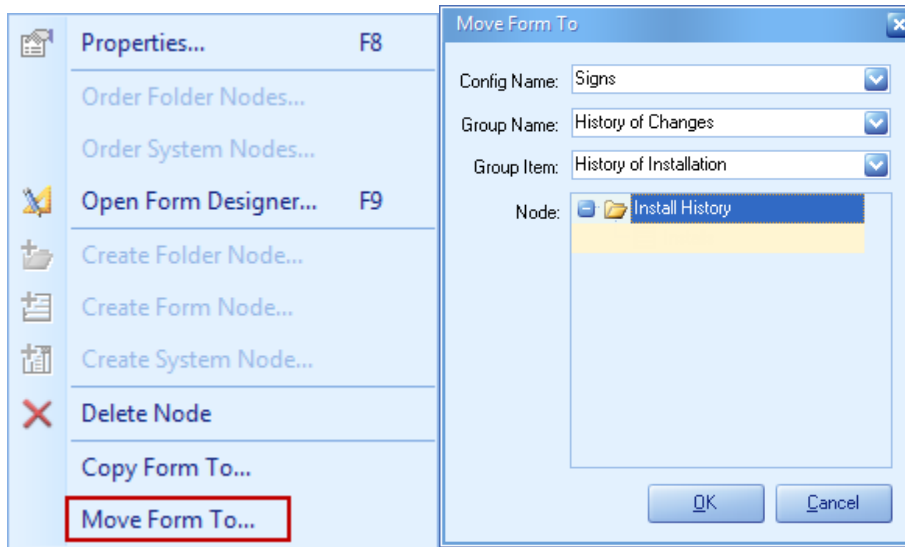 Properties... F8
Order Folder Nodes...
Order System Nodes...
Open Form Designer... F9
Create Folder Node...
Create Form Node...
Create System Node...
Delete Node
Copy Form To...
Move Form To...
Move Form To
Config Name: Signs
Group Name: History of Changes
Group Item: History of Installation
Node: Install History
OK Cancel